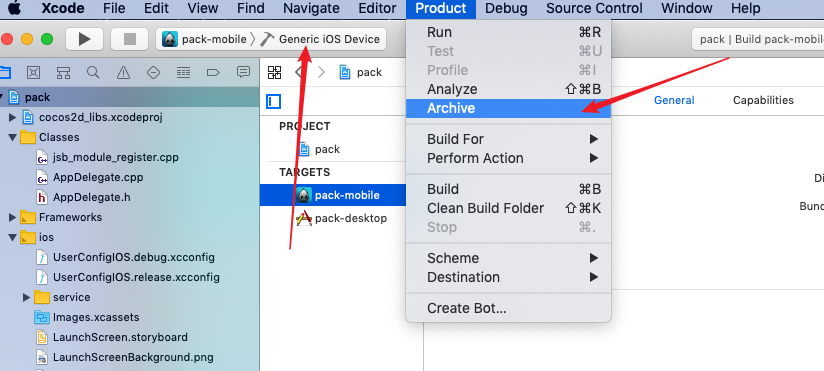 Xcode File Edit View Find Navigate Editor Product Debug Source Control Window Help
pack-mobile Generic iOS Device
pack | Build pack-mobile
pack
cocos2d_libs.xcodeproj
Classes
jsb_module_register.cpp
AppDelegate.cpp
AppDelegate.h
Frameworks
ios
UserConfigIOS.debug.xcconfig
UserConfigIOS.release.xcconfig
service
Images.xcassets
LaunchScreen.storyboard
LaunchScreenBackground.png
pack
PROJECT
pack
TARGETS
pack-mobile
pack-desktop
Run ⌘R
Test ⌘U
Profile ⌘I
Analyze ⇧⌘B
Archive
Build For
Perform Action
Build ⌘B
Clean Build Folder ⇧⌘K
Stop ⌘.
Scheme
Destination
Create Bot...
General Capabilities
Di
Bun